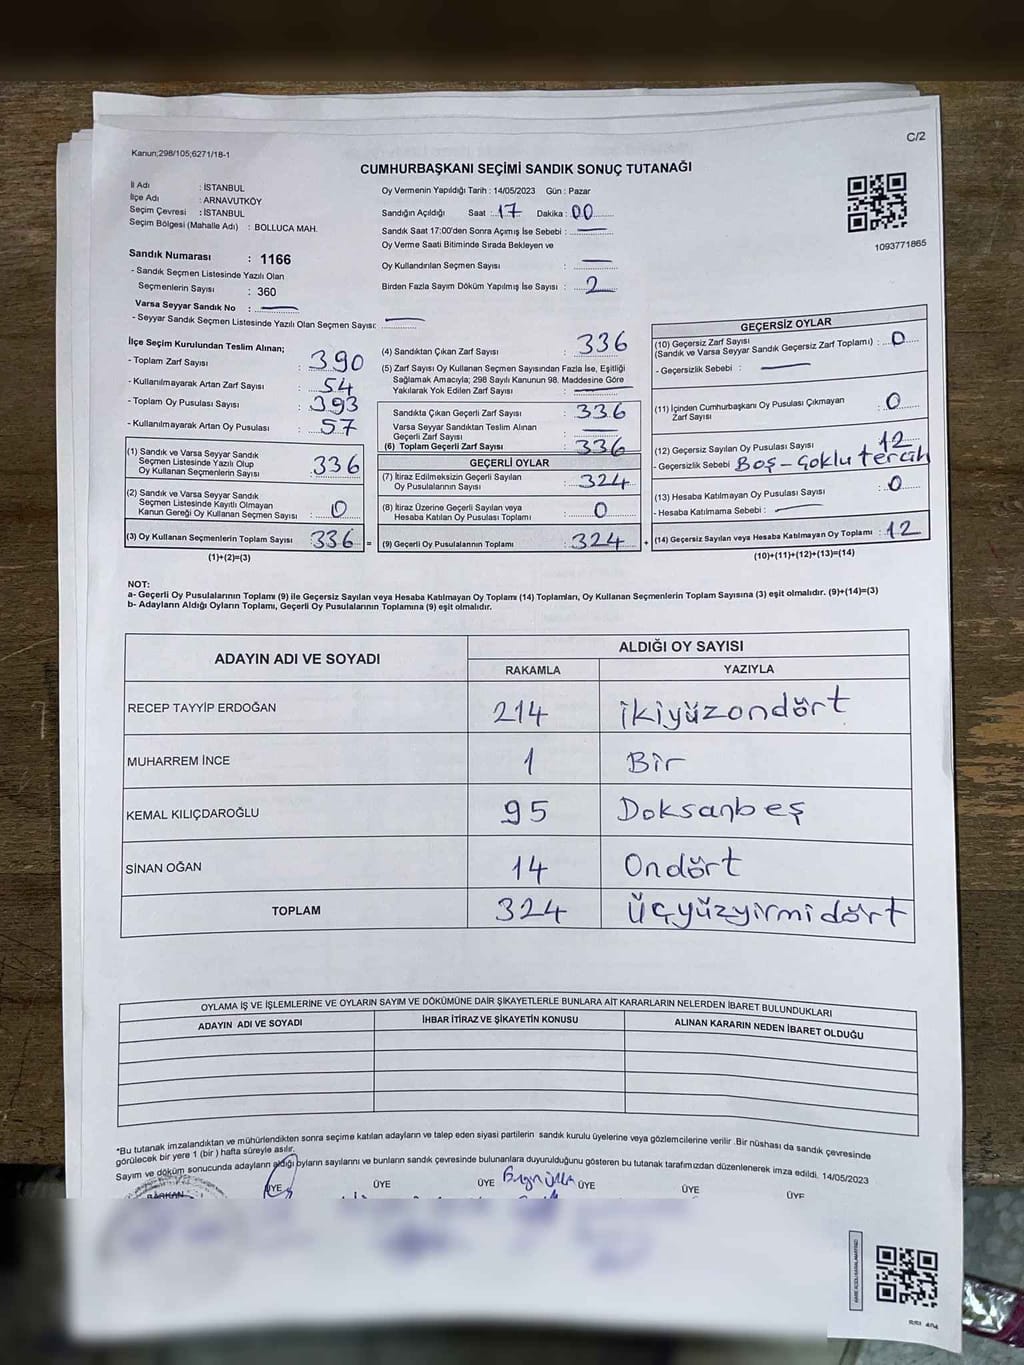 C/2
Kanun;298/105;6271/18-1
CUMHURBAŞKANI SEÇİMİ SANDIK SONUÇ TUTANAĞI
İl Adı : İSTANBUL
İlçe Adı : ARNAVUTKÖY
Seçim Çevresi : İSTANBUL
Seçim Bölgesi (Mahalle Adı) : BOLLUCA MAH.
Oy Vermenin Yapıldığı Tarih : 14/05/2023 Gün : Pazar
Sandığın Açıldığı Saat : 17 Dakika : 00
Sandık Saat 17:00'den Sonra Açımış İse Sebebi :
Oy Verme Saati Bitiminde Sırada Bekleyen ve
Oy Kullandırılan Seçmen Sayısı :
Birden Fazla Sayım Döküm Yapılmış İse Sayısı : 2
1093771865
Sandık Numarası : 1166
- Sandık Seçmen Listesinde Yazılı Olan
Seçmenlerin Sayısı : 360
Varsa Seyyar Sandık No :
- Seyyar Sandık Seçmen Listesinde Yazılı Olan Seçmen Sayısı:
İlçe Seçim Kurulundan Teslim Alınan;
- Toplam Zarf Sayısı : 390
- Kullanılmayarak Artan Zarf Sayısı : 54
- Toplam Oy Pusulası Sayısı : 393
- Kullanılmayarak Artan Oy Pusulası : 57
(1) Sandık ve Varsa Seyyar Sandık
Seçmen Listesinde Yazılı Olup
Oy Kullanan Seçmenlerin Sayısı : 336
(2) Sandık ve Varsa Seyyar Sandık
Seçmen Listesinde Kayıtlı Olmayan
Kanun Gereği Oy Kullanan Seçmen Sayısı : 0
(3) Oy Kullanan Seçmenlerin Toplam Sayısı : 336 =
(1)+(2)=(3)
(4) Sandıktan Çıkan Zarf Sayısı : 336
(5) Zarf Sayısı Oy Kullanan Seçmen Sayısından Fazla İse, Eşitliği
Sağlamak Amacıyla; 298 Sayılı Kanunun 98. Maddesine Göre
Yakılarak Yok Edilen Zarf Sayısı :
Sandıkta Çıkan Geçerli Zarf Sayısı : 336
Varsa Seyyar Sandıktan Teslim Alınan
Geçerli Zarf Sayısı :
(6) Toplam Geçerli Zarf Sayısı : 336
GEÇERLİ OYLAR
(7) İtiraz Edilmeksizin Geçerli Sayılan
Oy Pusulalarının Sayısı : 324
(8) İtiraz Üzerine Geçerli Sayılan veya
Hesaba Katılan Oy Pusulası Toplamı : 0
(9) Geçerli Oy Pusulalarının Toplamı : 324 +
GEÇERSİZ OYLAR
(10) Geçersiz Zarf Sayısı
(Sandık ve Varsa Seyyar Sandık Geçersiz Zarf Toplamı) : 0
- Geçersizlik Sebebi :
(11) İçinden Cumhurbaşkanı Oy Pusulası Çıkmayan
Zarf Sayısı : 0
(12) Geçersiz Sayılan Oy Pusulası Sayısı : 12
- Geçersizlik Sebebi Boş-Çoklu tercih
(13) Hesaba Katılmayan Oy Pusulası Sayısı : 0
- Hesaba Katılmama Sebebi :
(14) Geçersiz Sayılan veya Hesaba Katılmayan Oy Toplamı : 12
(10)+(11)+(12)+(13)=(14)
NOT:
a- Geçerli Oy Pusulalarının Toplamı (9) ile Geçersiz Sayılan veya Hesaba Katılmayan Oy Toplamı (14) Toplamları, Oy Kullanan Seçmenlerin Toplam Sayısına (3) eşit olmalıdır. (9)+(14)=(3)
b- Adayların Aldığı Oyların Toplamı, Geçerli Oy Pusulalarının Toplamına (9) eşit olmalıdır.
ADAYIN ADI VE SOYADI
ALDIĞI OY SAYISI
RAKAMLA YAZIYLA
RECEP TAYYİP ERDOĞAN 214 ikiyüzondört
MUHARREM İNCE 1 Bir
KEMAL KILIÇDAROĞLU 95 Doksanbeş
SİNAN OĞAN 14 Ondört
TOPLAM 324 Üçyüzyirmidört
OYLAMA İŞ VE İŞLEMLERİNE VE OYLARIN SAYIM VE DÖKÜMÜNE DAİR ŞİKAYETLERLE BUNLARA AİT KARARLARIN NELERDEN İBARET BULUNDUKLARI
ADAYIN ADI VE SOYADI İHBAR İTİRAZ VE ŞİKAYETİN KONUSU ALINAN KARARIN NEDEN İBARET OLDUĞU
*Bu tutanak imzalandıktan ve mühürlendikten sonra seçime katılan adayların ve talep eden siyasi partilerin sandık kurulu üyelerine veya gözlemcilerine verilir .Bir nüshası da sandık çevresinde
görülecek bir yere 1 (bir ) hafta süreyle asılır.
Sayım ve döküm sonucunda adayların aldığı oyların sayılarını ve bunların sandık çevresinde bulunanlara duyurulduğunu gösteren bu tutanak tarafımızdan düzenlenerek imza edildi. 14/05/2023
BAŞKAN ÜYE ÜYE ÜYE ÜYE ÜYE ÜYE